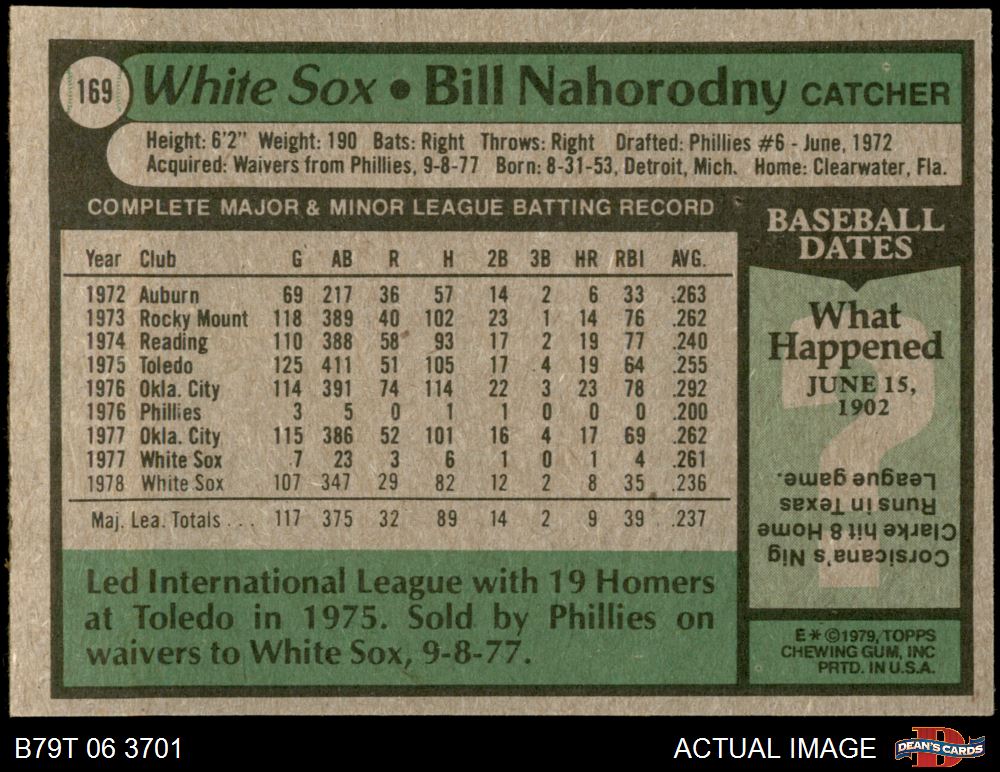 169 White Sox • Bill Nahorodny CATCHER
Height: 6'2" Weight: 190 Bats: Right Throws: Right Drafted: Phillies #6 - June, 1972
Acquired: Waivers from Phillies, 9-8-77 Born: 8-31-53, Detroit, Mich. Home: Clearwater, Fla.
COMPLETE MAJOR & MINOR LEAGUE BATTING RECORD
Year Club G AB R H 2B 3B HR RBI AVG.
1972 Auburn 69 217 36 57 14 2 6 33 .263
1973 Rocky Mount 118 389 40 102 23 1 14 76 .262
1974 Reading 110 388 58 93 17 2 19 77 .240
1975 Toledo 125 411 51 105 17 4 19 64 .255
1976 Okla. City 114 391 74 114 22 3 23 78 .292
1976 Phillies 3 5 0 1 1 0 0 0 .200
1977 Okla. City 115 386 52 101 16 4 17 69 .262
1977 White Sox 7 23 3 6 1 0 1 4 .261
1978 White Sox 107 347 29 82 12 2 8 35 .236
Maj. Lea. Totals . . . 117 375 32 89 14 2 9 39 .237
Led International League with 19 Homers
at Toledo in 1975. Sold by Phillies on
waivers to White Sox, 9-8-77.
BASEBALL
DATES
What
Happened
JUNE 15,
1902
?
Corsicana's Nig
Clarke hit 8 Home
Runs in Texas
League game.
E * © 1979, TOPPS
CHEWING GUM, INC
PRTD. IN U.S.A.
B79T 06 3701
ACTUAL IMAGE
D
DEAN'S CARDS